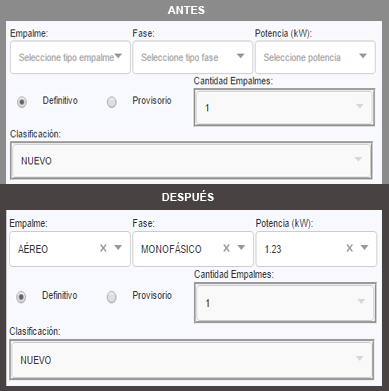 ANTES
Empalme: Fase: Potencia (kW):
Seleccione tipo empalme Seleccione tipo fase Seleccione potencia
Cantidad Empalmes:
Definitivo Provisorio 1
Clasificación:
NUEVO
DESPUÉS
Empalme: Fase: Potencia (kW):
AÉREO X MONOFÁSICO X 1.23 X
Cantidad Empalmes:
Definitivo Provisorio 1
Clasificación:
NUEVO